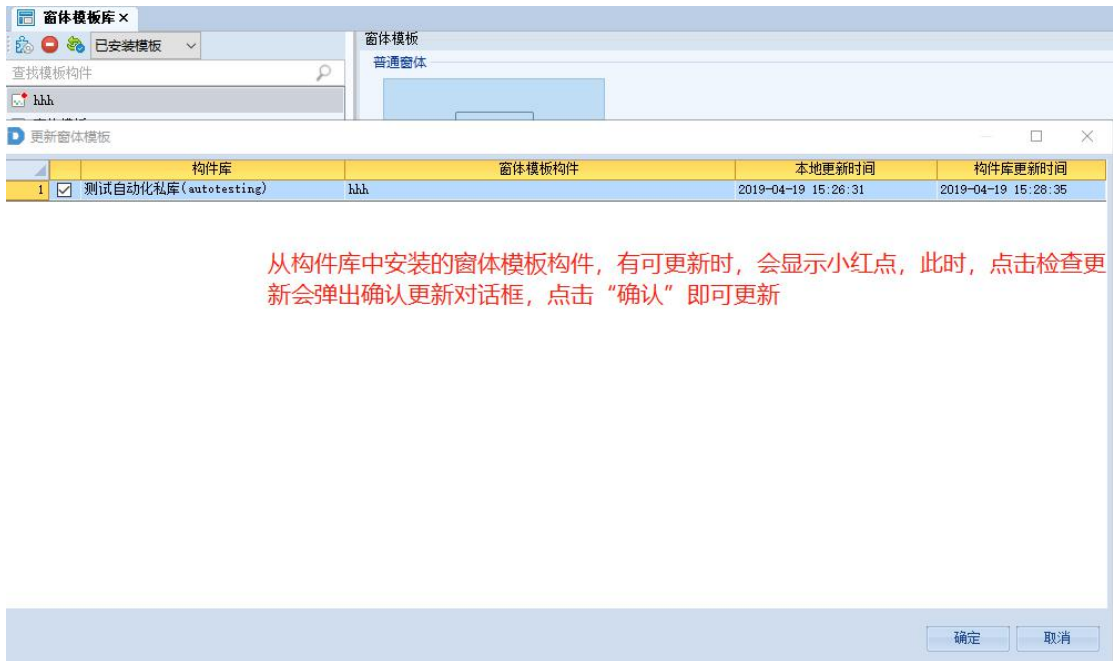 窗体模板库×
已安装模板
窗体模板
查找模板构件
普通窗体
hhh
更新窗体模板
构件库 窗体模板构件 本地更新时间 构件库更新时间
1 测试自动化私库(autotesting) hhh 2019-04-19 15:26:31 2019-04-19 15:28:35
从构件库中安装的窗体模板构件，有可更新时，会显示小红点，此时，点击检查更
新会弹出确认更新对话框，点击“确认”即可更新
确定 取消